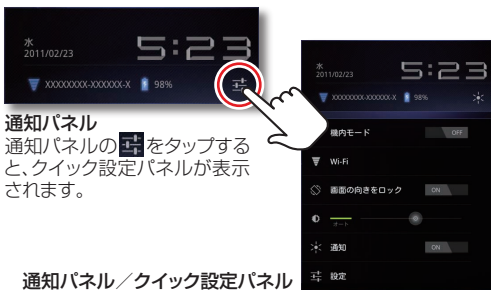 水
2011/02/23
5:23
XXXXXXXX-XXXXXX-X 98%
通知パネル
通知パネルの をタップする
と、クイック設定パネルが表示
されます。
水
2011/02/23
5:23
XXXXXXXX-XXXXXX-X 98%
機内モード OFF
Wi-Fi
画面の向きをロック ON
オート
通知 ON
設定
通知パネル／クイック設定パネル